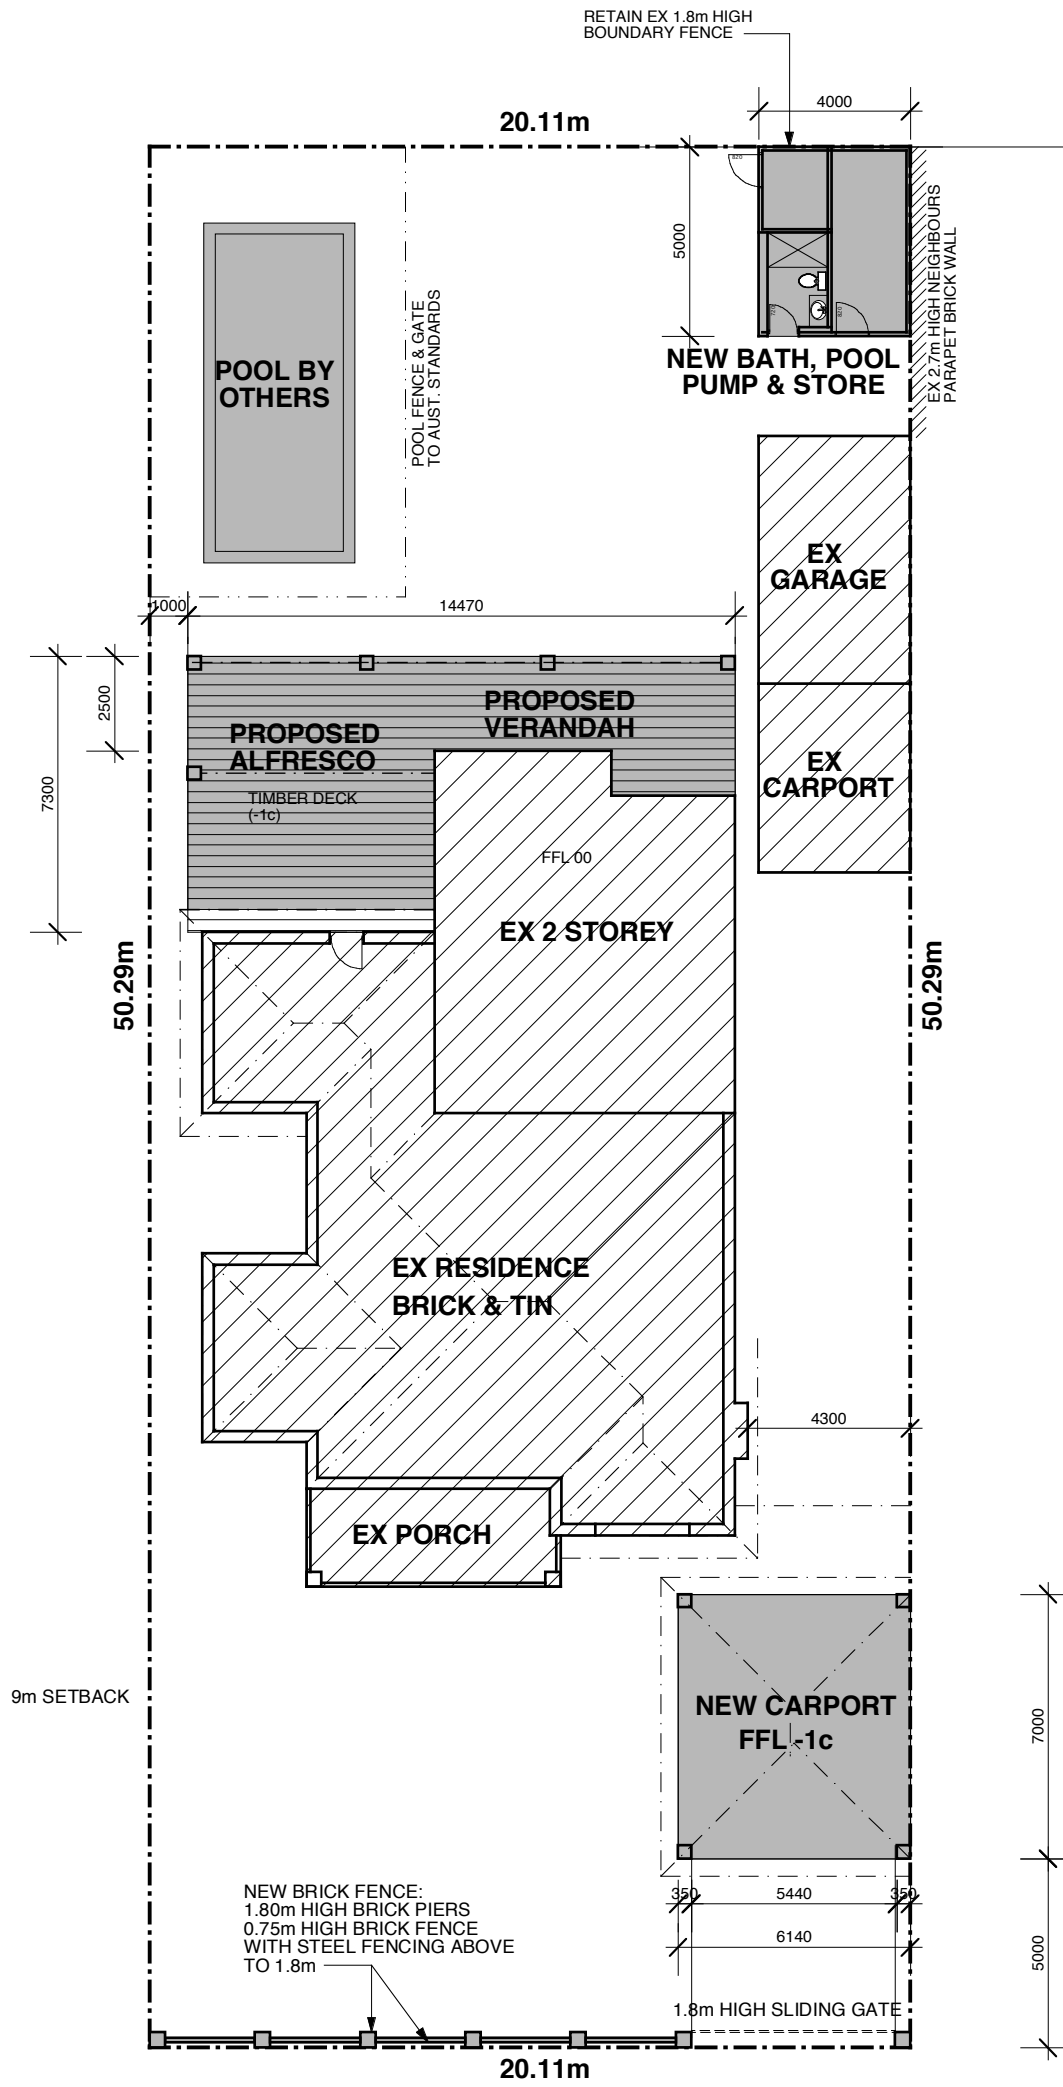 RETAIN EX 1.8m HIGH
BOUNDARY FENCE
4000
20.11m
820
5000
EX 2.7m HIGH NEIGHBOURS
PARAPET BRICK WALL
720
820
NEW BATH, POOL
PUMP & STORE
POOL BY
OTHERS
POOL FENCE & GATE
TO AUST. STANDARDS
EX
GARAGE
1000
14470
2500
7300
PROPOSED
VERANDAH
PROPOSED
ALFRESCO
TIMBER DECK
(-1c)
EX
CARPORT
FFL 00
EX 2 STOREY
50.29m
50.29m
EX RESIDENCE
BRICK & TIN
4300
EX PORCH
9m SETBACK
NEW CARPORT
FFL -1c
7000
350
5440
350
6140
5000
NEW BRICK FENCE:
1.80m HIGH BRICK PIERS
0.75m HIGH BRICK FENCE
WITH STEEL FENCING ABOVE
TO 1.8m
1.8m HIGH SLIDING GATE
20.11m